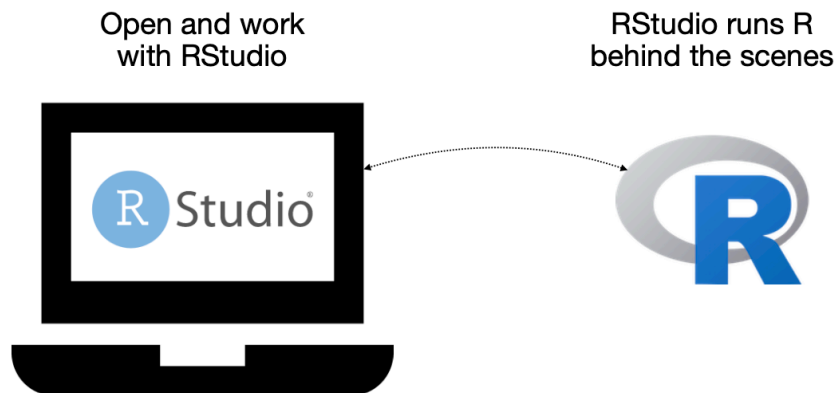 Open and work
with RStudio
RStudio runs R
behind the scenes
R Studio®
R